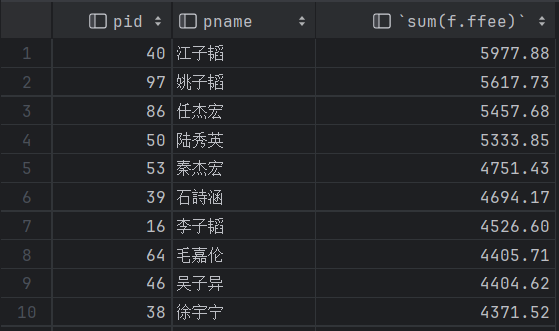 pid pname `sum(f.ffee)`
1 40 江子韬 5977.88
2 97 姚子韬 5617.73
3 86 任杰宏 5457.68
4 50 陆秀英 5333.85
5 53 秦杰宏 4751.43
6 39 石詩涵 4694.17
7 16 李子韬 4526.60
8 64 毛嘉伦 4405.71
9 46 吴子异 4404.62
10 38 徐宇宁 4371.52